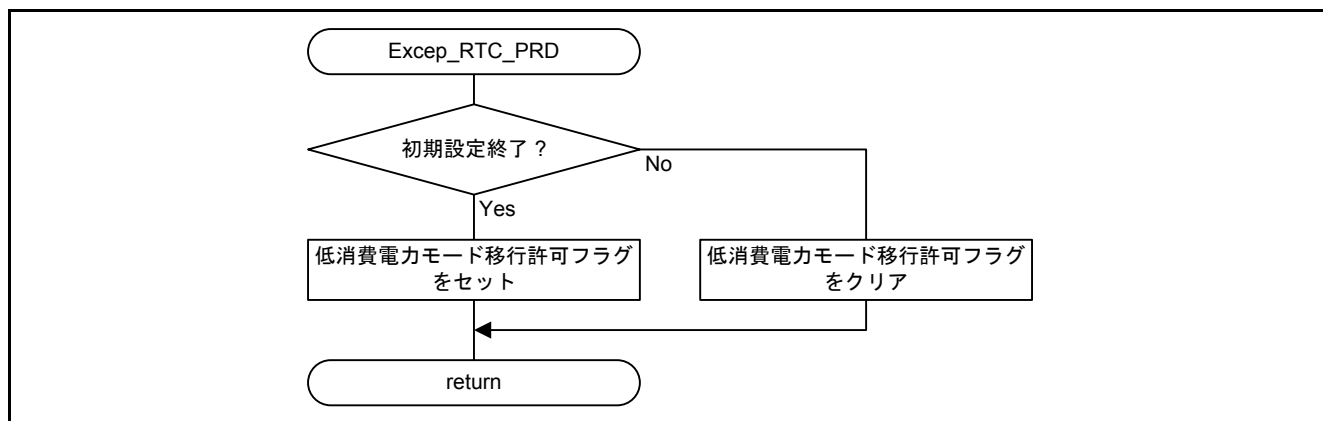 Excep_RTC_PRD
初期設定終了？
No
Yes
低消費電力モード移行許可フラグ
をセット
低消費電力モード移行許可フラグ
をクリア
return